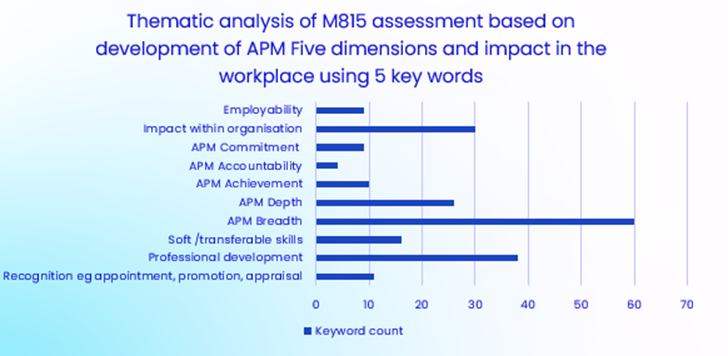 Thematic analysis of M815 assessment based on
development of APM Five dimensions and impact in the
workplace using 5 key words
Employability
Impact within organisation
APM Commitment
APM Accountability
APM Achievement
APM Depth
APM Breadth
Soft /transferable skills
Professional development
Recognition eg appointment, promotion, appraisal
0 10 20 30 40 50 60 70
Keyword count